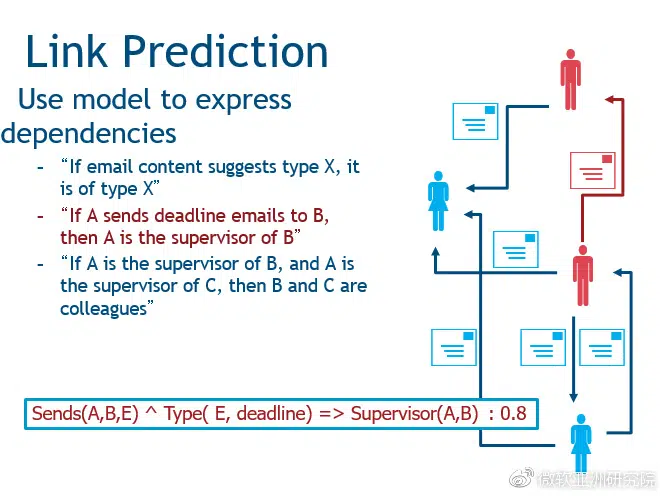 Link Prediction
Use model to express
dependencies
- “If email content suggests type X, it
is of type X”
- “If A sends deadline emails to B,
then A is the supervisor of B”
- “If A is the supervisor of B, and A is
the supervisor of C, then B and C are
colleagues”
Sends(A,B,E) ^ Type( E, deadline) => Supervisor(A,B) : 0.8
@微软亚洲研究院